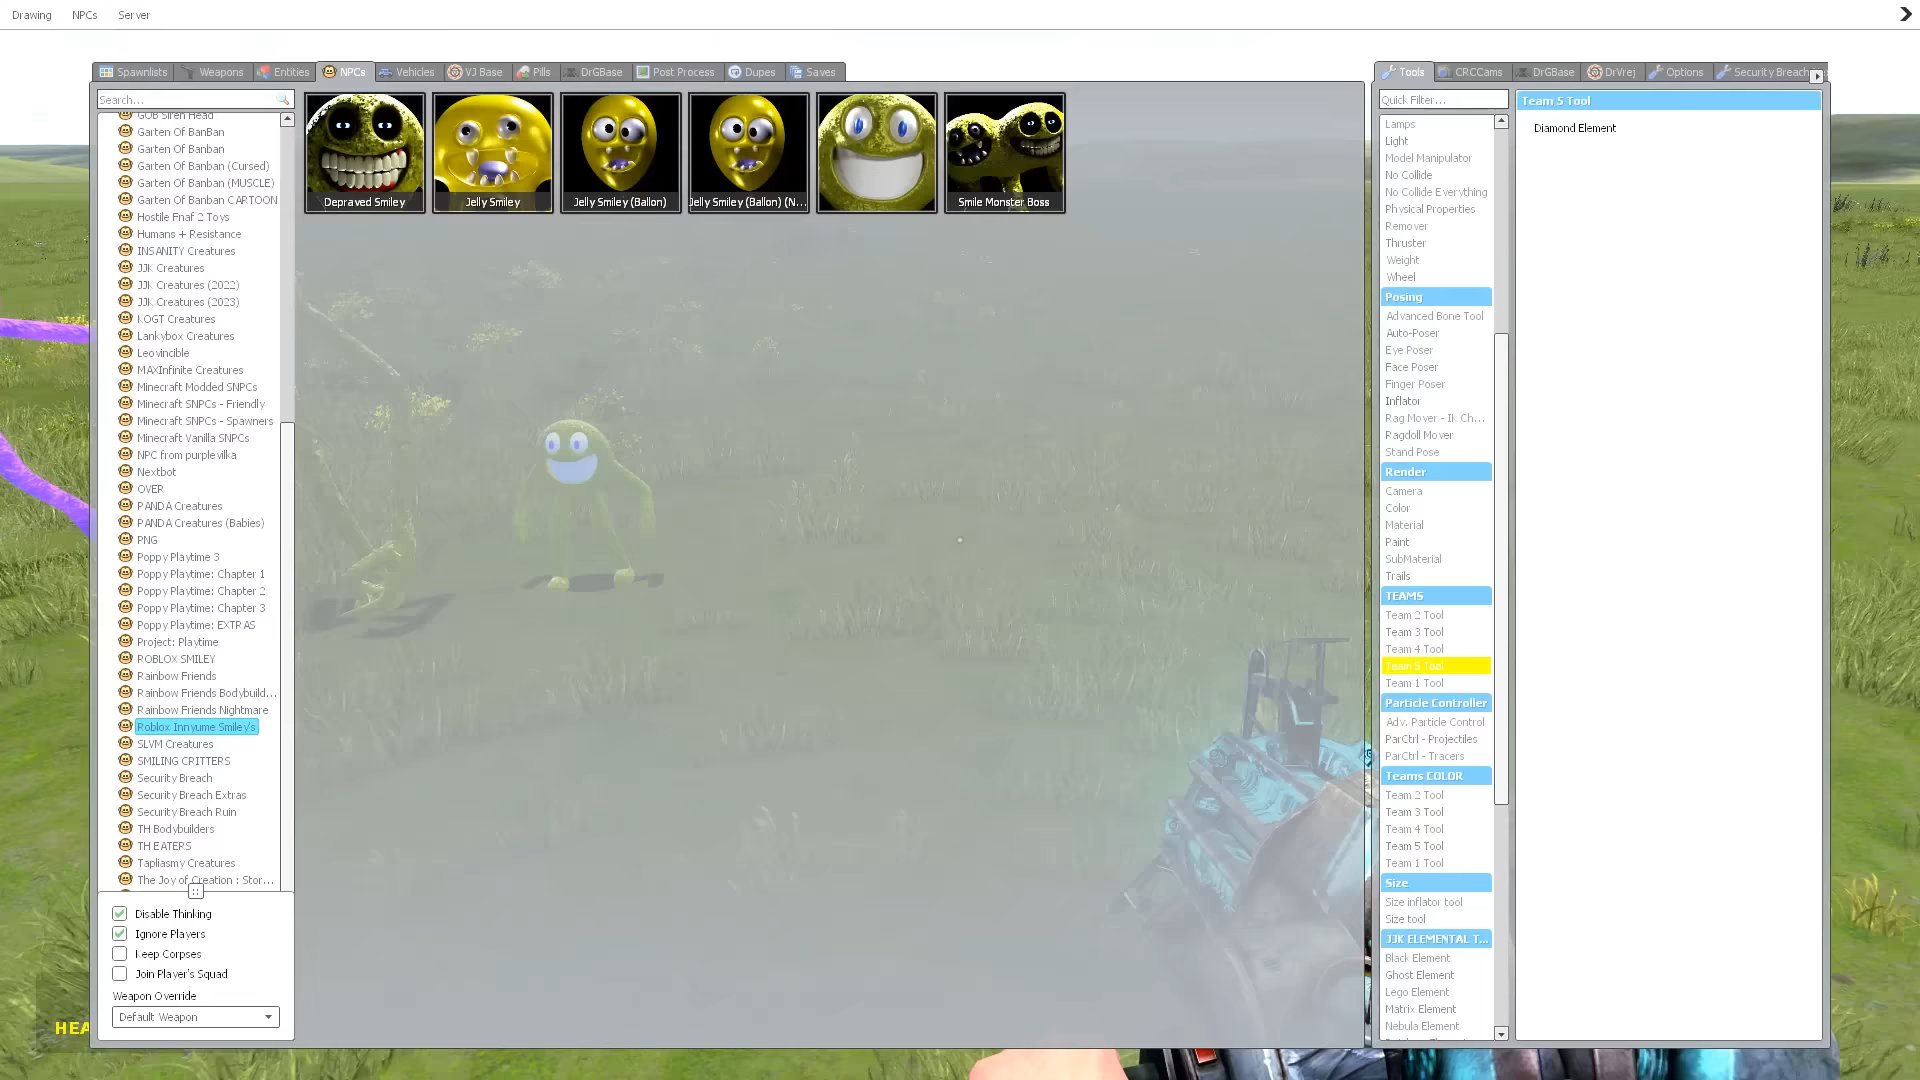 Drawing NPCs Server
Spawnlists Weapons Entities NPCs Vehicles VJ Base Pills DrGBase Post Process Dupes Saves
Search...
GOB Siren Head
Garten Of BanBan
Garten Of Banban
Garten Of Banban (Cursed)
Garten Of Banban (MUSCLE)
Garten Of Banban CARTOON
Hostile Fnaf 2 Toys
Humans + Resistance
INSANITY Creatures
JJK Creatures
JJK Creatures (2022)
JJK Creatures (2023)
KOGT Creatures
Lankybox Creatures
Leovincible
MAXInfinite Creatures
Minecraft Modded SNPCs
Minecraft SNPCs - Friendly
Minecraft SNPCs - Spawners
Minecraft Vanilla SNPCs
NPC from purplevilka
Nextbot
OVER
PANDA Creatures
PANDA Creatures (Babies)
PNG
Poppy Playtime 3
Poppy Playtime: Chapter 1
Poppy Playtime: Chapter 2
Poppy Playtime: Chapter 3
Poppy Playtime: EXTRAS
Project: Playtime
ROBLOX SMILEY
Rainbow Friends
Rainbow Friends Bodybuild...
Rainbow Friends Nightmare
Roblox Innyume Smiley's
SLVM Creatures
SMILING CRITTERS
Security Breach
Security Breach Extras
Security Breach Ruin
TH Bodybuilders
TH EATERS
Tapliasmy Creatures
The Joy of Creation : Stor...
Disable Thinking
Ignore Players
Keep Corpses
Join Player's Squad
Weapon Override
Default Weapon
HEA
Depraved Smiley
Jelly Smiley
Jelly Smiley (Ballon)
Jelly Smiley (Ballon) (N...
Smile Monster Boss
Tools CRCCams DrGBase DrVrej Options Security Breach
Quick Filter...
Lamps
Light
Model Manipulator
No Collide
No Collide Everything
Physical Properties
Remover
Thruster
Weight
Wheel
Posing
Advanced Bone Tool
Auto-Poser
Eye Poser
Face Poser
Finger Poser
Inflator
Rag Mover - IK Ch...
Ragdoll Mover
Stand Pose
Render
Camera
Color
Material
Paint
SubMaterial
Trails
TEAMS
Team 2 Tool
Team 3 Tool
Team 4 Tool
Team 5 Tool
Team 1 Tool
Particle Controller
Adv. Particle Control
ParCtrl - Projectiles
ParCtrl - Tracers
Teams COLOR
Team 2 Tool
Team 3 Tool
Team 4 Tool
Team 5 Tool
Team 1 Tool
Size
Size inflator tool
Size tool
JJK ELEMENTAL T...
Black Element
Ghost Element
Lego Element
Matrix Element
Nebula Element
Team 5 Tool
Diamond Element